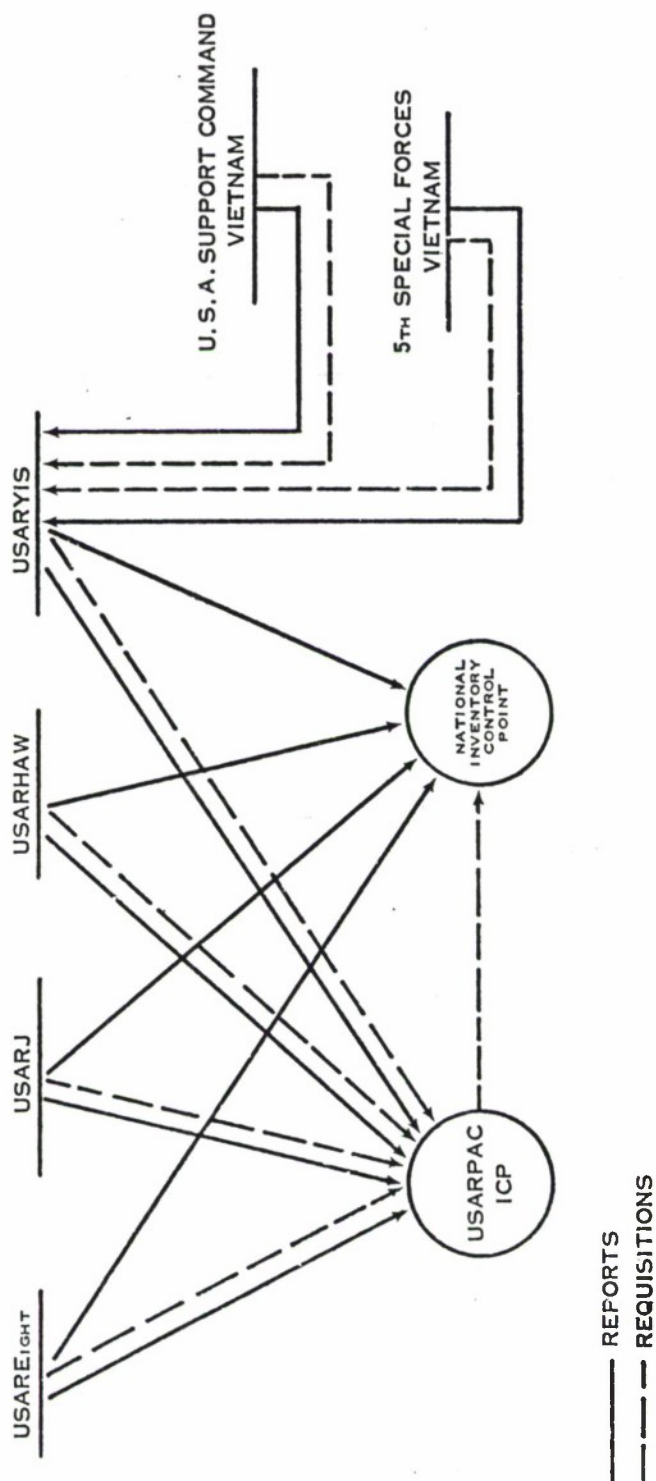 USAREIGHT
USARJ
USARHAW
USARYIS
U.S.A. SUPPORT COMMAND
VIETNAM
5TH SPECIAL FORCES
VIETNAM
USARPAC
ICP
NATIONAL
INVENTORY
CONTROL
POINT
REPORTS
REQUISITIONS